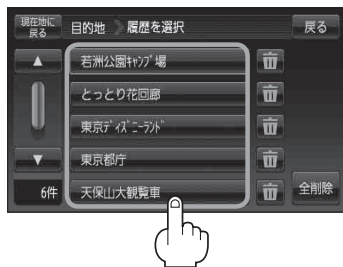 現在地に
戻る
目的地 履歴を選択
戻る
若洲公園ｷｬﾝﾌﾟ場
とっとり花回廊
東京ﾃﾞｨｽﾞﾆｰﾗﾝﾄﾞ
東京都庁
6件
天保山大観覧車
全削除